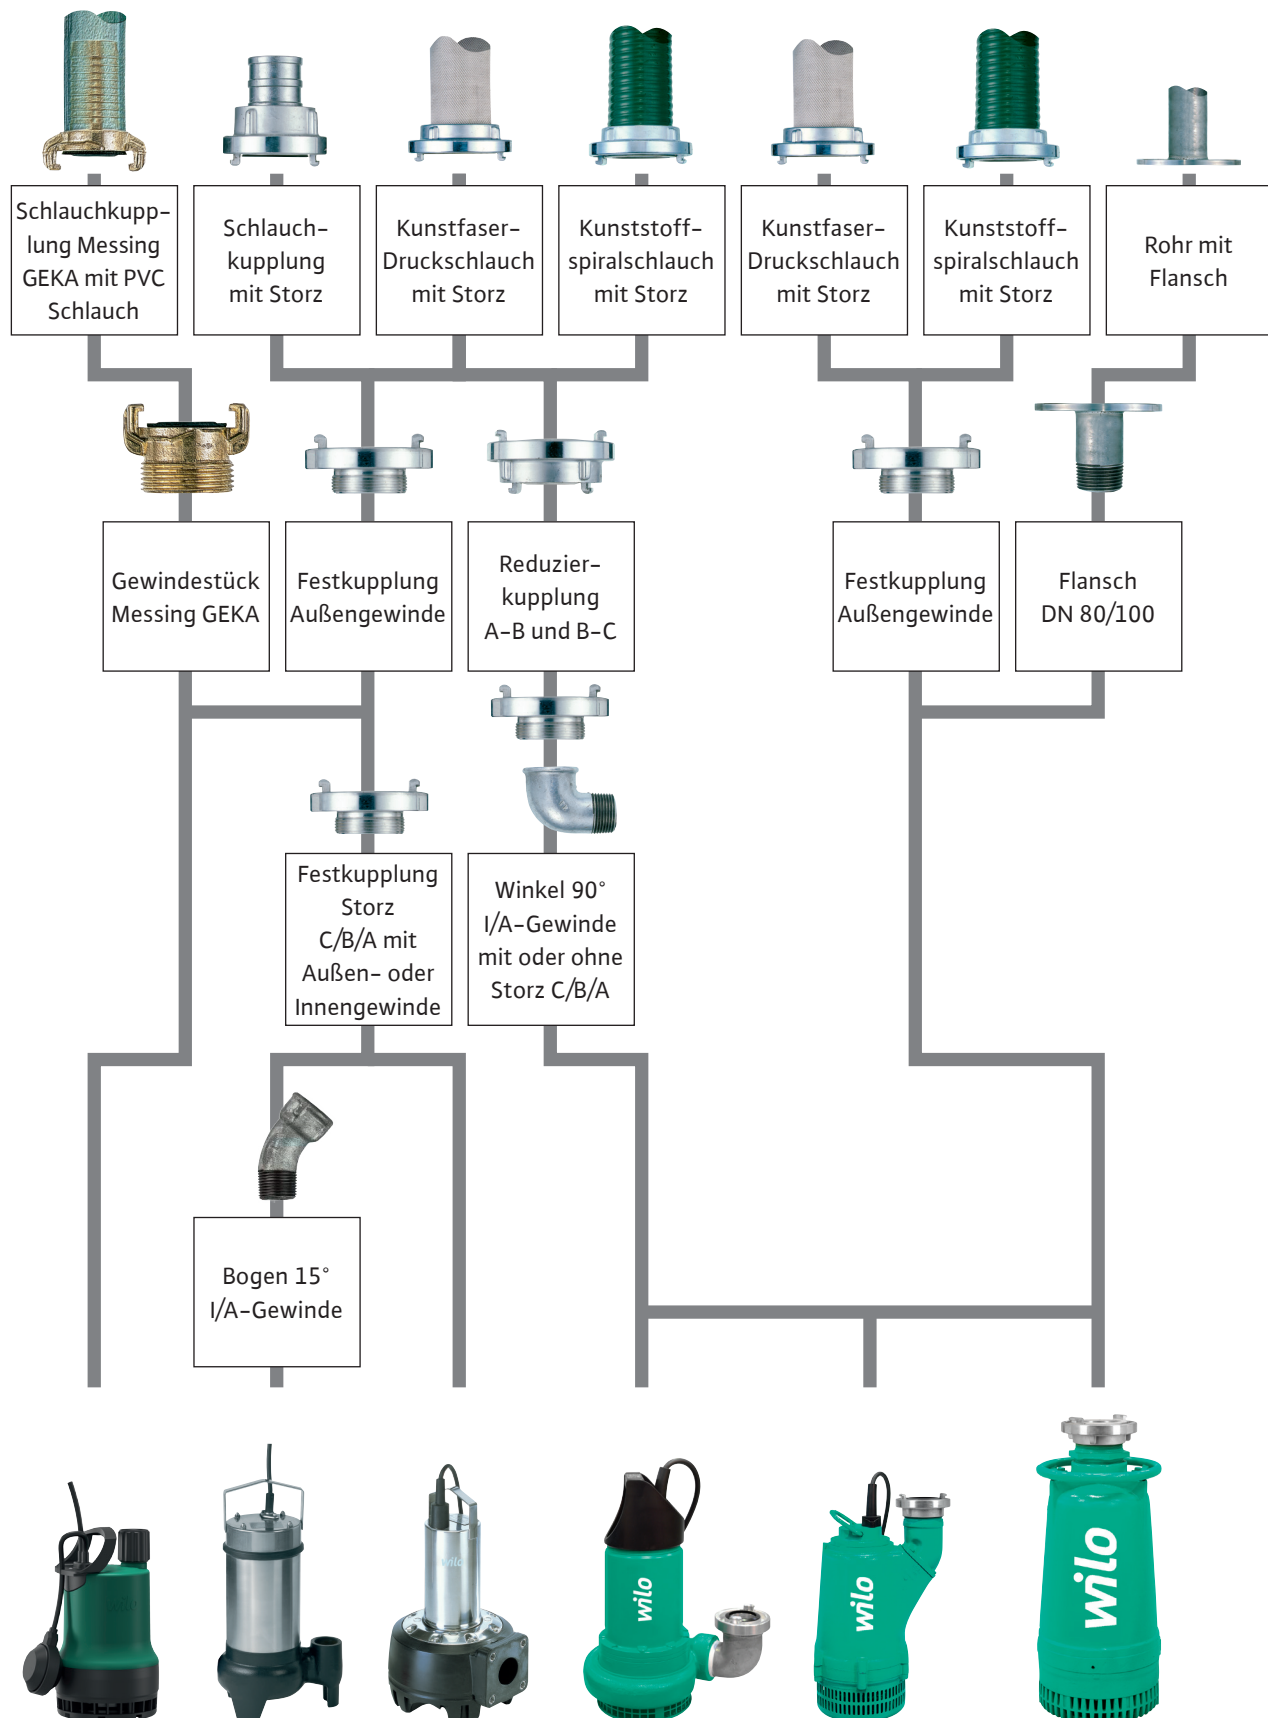 Schlauchkupp-
lung Messing
GEKA mit PVC
Schlauch
Schlauch-
kupplung
mit Storz
Kunstfaser-
Druckschlauch
mit Storz
Kunststoff-
spiralschlauch
mit Storz
Kunstfaser-
Druckschlauch
mit Storz
Kunststoff-
spiralschlauch
mit Storz
Rohr mit
Flansch
Gewindestück
Messing GEKA
Festkupplung
Außengewinde
Reduzier-
kupplung
A-B und B-C
Festkupplung
Außengewinde
Flansch
DN 80/100
Festkupplung
Storz
C/B/A mit
Außen- oder
Innengewinde
Winkel 90°
I/A-Gewinde
mit oder ohne
Storz C/B/A
Bogen 15°
I/A-Gewinde
wilo
wilo
wilo
wilo
wilo